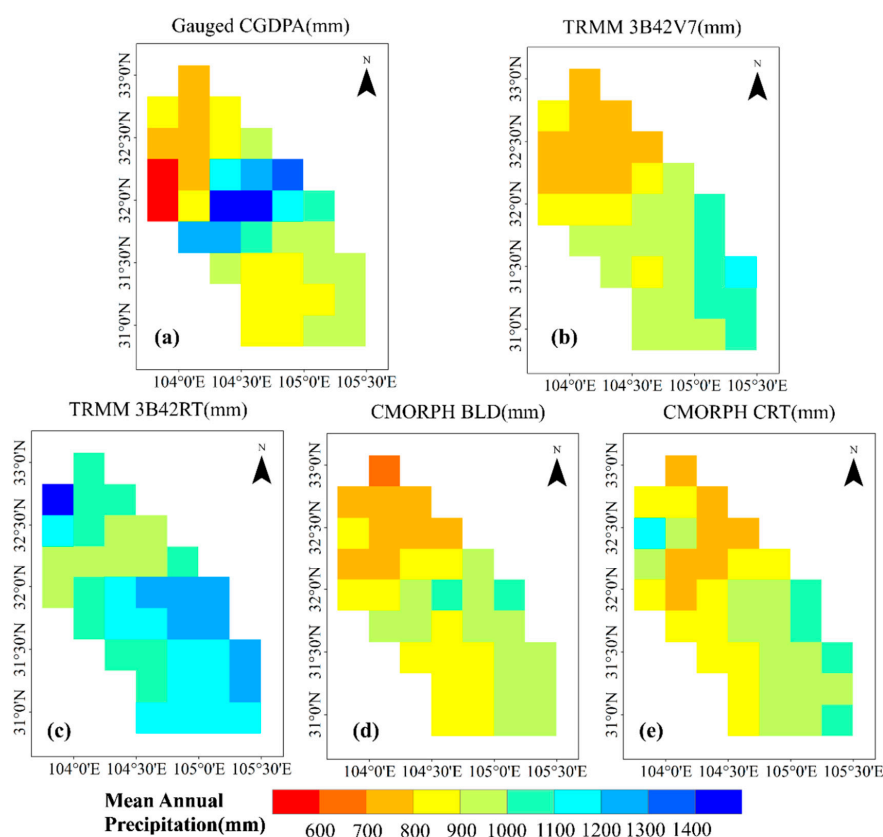 Gauged CGDPA(mm)
TRMM 3B42V7(mm)
N
33°0'N
32°30'N
32°0'N
31°30'N
31°0'N
(a)
104°0'E 104°30'E 105°0'E 105°30'E
N
33°0'N
32°30'N
32°0'N
31°30'N
31°0'N
(b)
104°0'E 104°30'E 105°0'E 105°30'E
TRMM 3B42RT(mm)
CMORPH BLD(mm)
CMORPH CRT(mm)
N
33°0'N
32°30'N
32°0'N
31°30'N
31°0'N
(c)
104°0'E 104°30'E 105°0'E 105°30'E
N
33°0'N
32°30'N
32°0'N
31°30'N
31°0'N
(d)
104°0'E 104°30'E 105°0'E 105°30'E
N
33°0'N
32°30'N
32°0'N
31°30'N
31°0'N
(e)
104°0'E 104°30'E 105°0'E 105°30'E
Mean Annual
Precipitation(mm)
600 700 800 900 1000 1100 1200 1300 1400